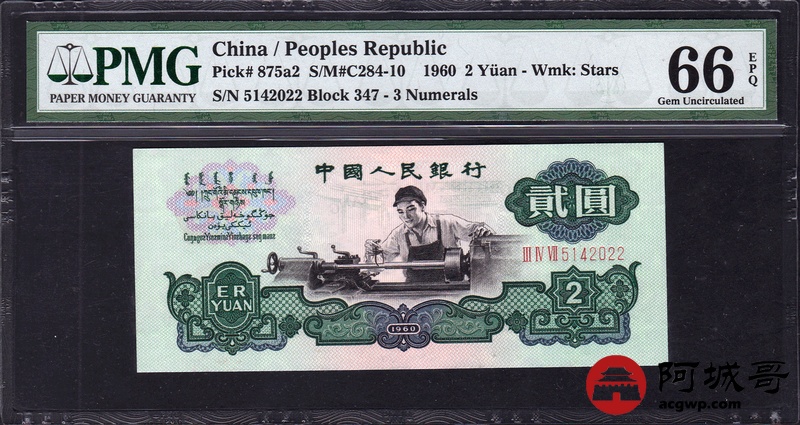 PMG
PAPER MONEY GUARANTY
China / Peoples Republic
Pick# 875a2 S/M#C284-10 1960 2 Yüan - Wmk: Stars
S/N 5142022 Block 347 - 3 Numerals
66
EPQ
Gem Uncirculated
中國人民銀行
貳圓
III IV VII 5142022
ER
YUAN
1960
2
阿城哥
acgwp.com